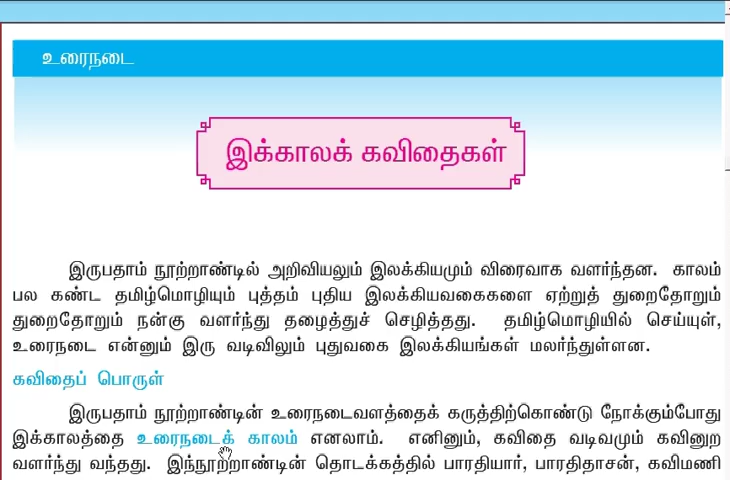 உரைநடை
இக்காலக் கவிதைகள்
இருபதாம் நூற்றாண்டில் அறிவியலும் இலக்கியமும் விரைவாக வளர்ந்தன. காலம்
பல கண்ட தமிழ்மொழியும் புத்தம் புதிய இலக்கியவகைகளை ஏற்றுத் துறைதோறும்
துறைதோறும் நன்கு வளர்ந்து தழைத்துச் செழித்தது. தமிழ்மொழியில் செய்யுள்,
உரைநடை என்னும் இரு வடிவிலும் புதுவகை இலக்கியங்கள் மலர்ந்துள்ளன.
கவிதைப் பொருள்
இருபதாம் நூற்றாண்டின் உரைநடைவளத்தைக் கருத்திற்கொண்டு நோக்கும்போது
இக்காலத்தை உரைநடைக் காலம் எனலாம். எனினும், கவிதை வடிவமும் கவினுற
வளர்ந்து வந்தது. இந்நூற்றாண்டின் தொடக்கத்தில் பாரதியார், பாரதிதாசன், கவிமணி